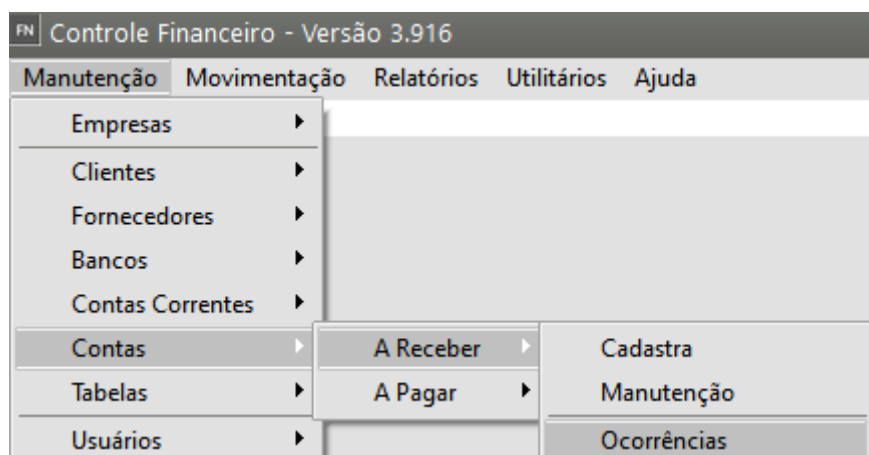 FN Controle Financeiro - Versão 3.916
Manutenção Movimentação Relatórios Utilitários Ajuda
Empresas
Clientes
Fornecedores
Bancos
Contas Correntes
Contas A Receber Cadastra
Tabelas A Pagar Manutenção
Usuários Ocorrências